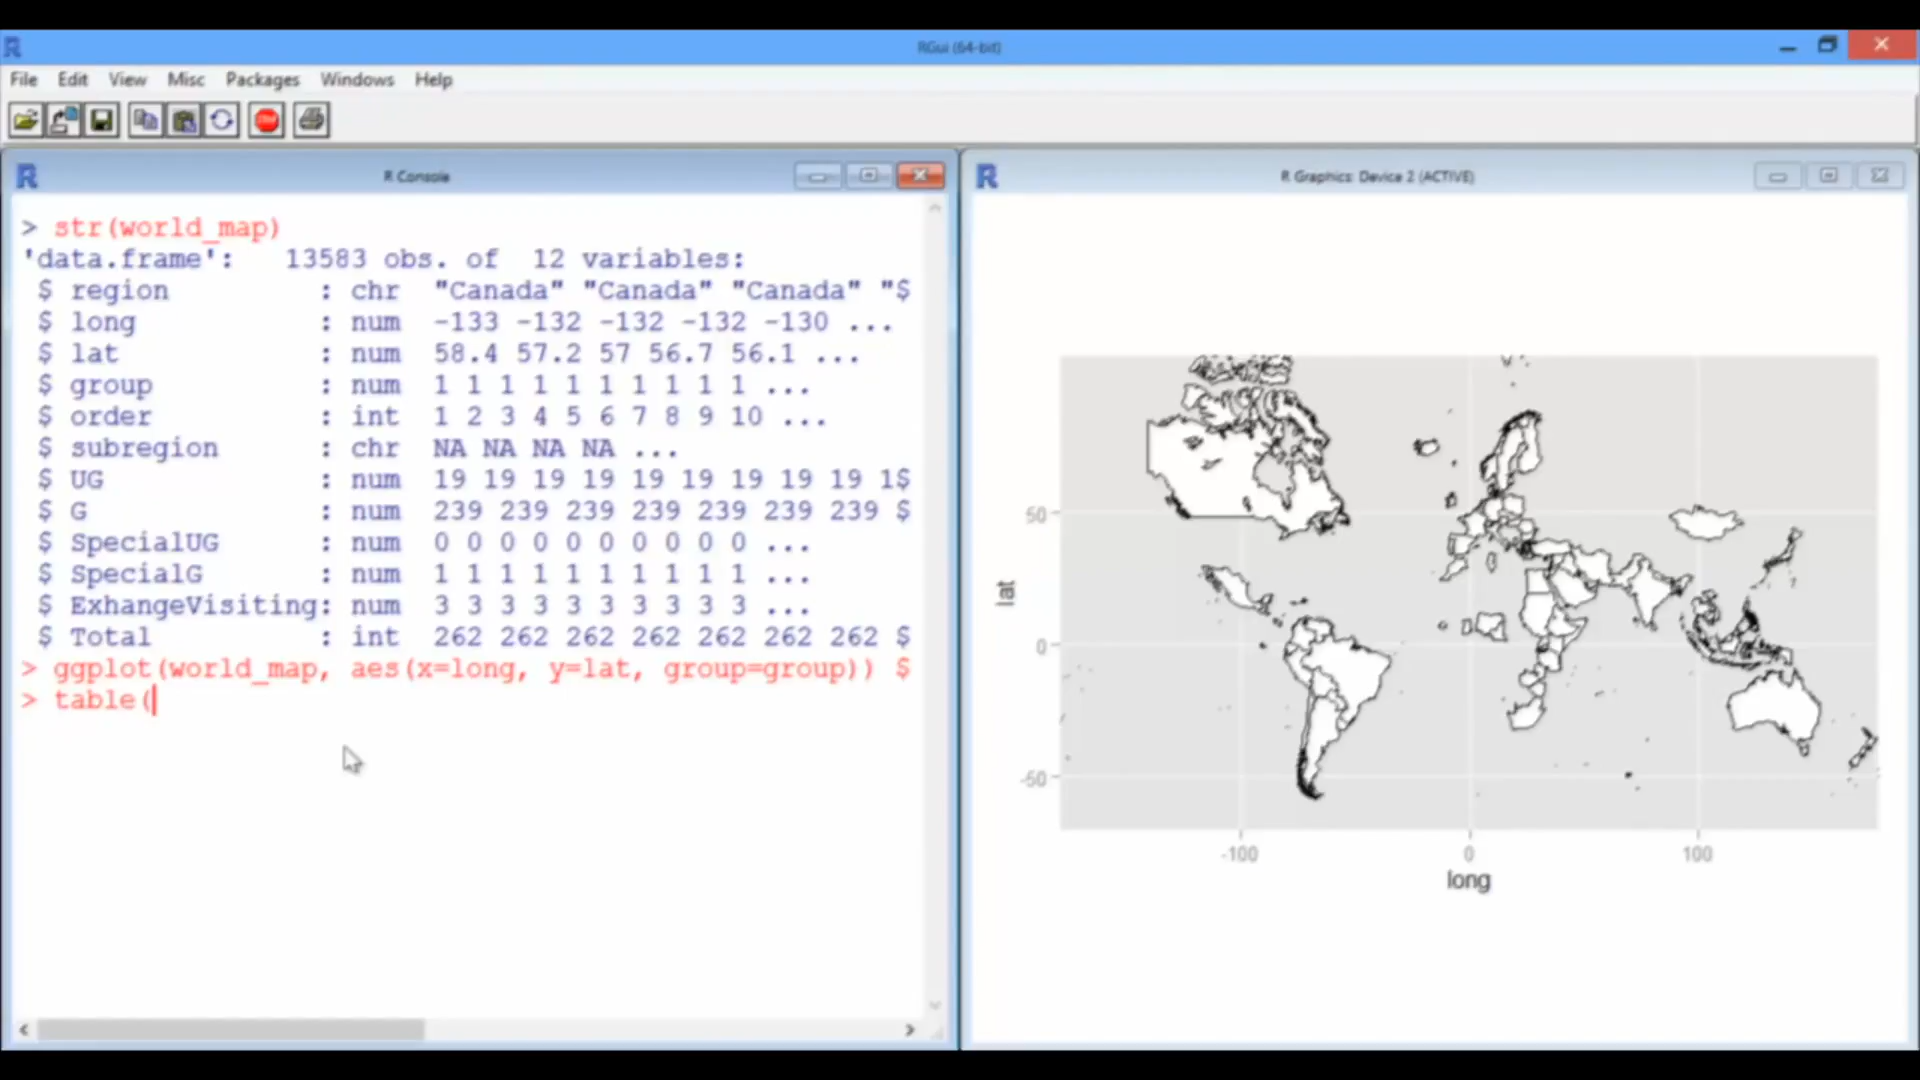 RGui (64-bit)
File Edit View Misc Packages Windows Help
R Console
> str(world_map)
'data.frame': 13583 obs. of 12 variables:
$ region : chr "Canada" "Canada" "Canada" "$
$ long : num -133 -132 -132 -132 -130 ...
$ lat : num 58.4 57.2 57 56.7 56.1 ...
$ group : num 1 1 1 1 1 1 1 1 1 1 ...
$ order : int 1 2 3 4 5 6 7 8 9 10 ...
$ subregion : chr NA NA NA NA ...
$ UG : num 19 19 19 19 19 19 19 19 19 1$
$ G : num 239 239 239 239 239 239 239 $
$ SpecialUG : num 0 0 0 0 0 0 0 0 0 0 ...
$ SpecialG : num 1 1 1 1 1 1 1 1 1 1 ...
$ ExhangeVisiting: num 3 3 3 3 3 3 3 3 3 3 ...
$ Total : int 262 262 262 262 262 262 262 $
> ggplot(world_map, aes(x=long, y=lat, group=group)) $
> table(
R Graphics: Device 2 (ACTIVE)
50
0
-50
lat
-100 0 100
long